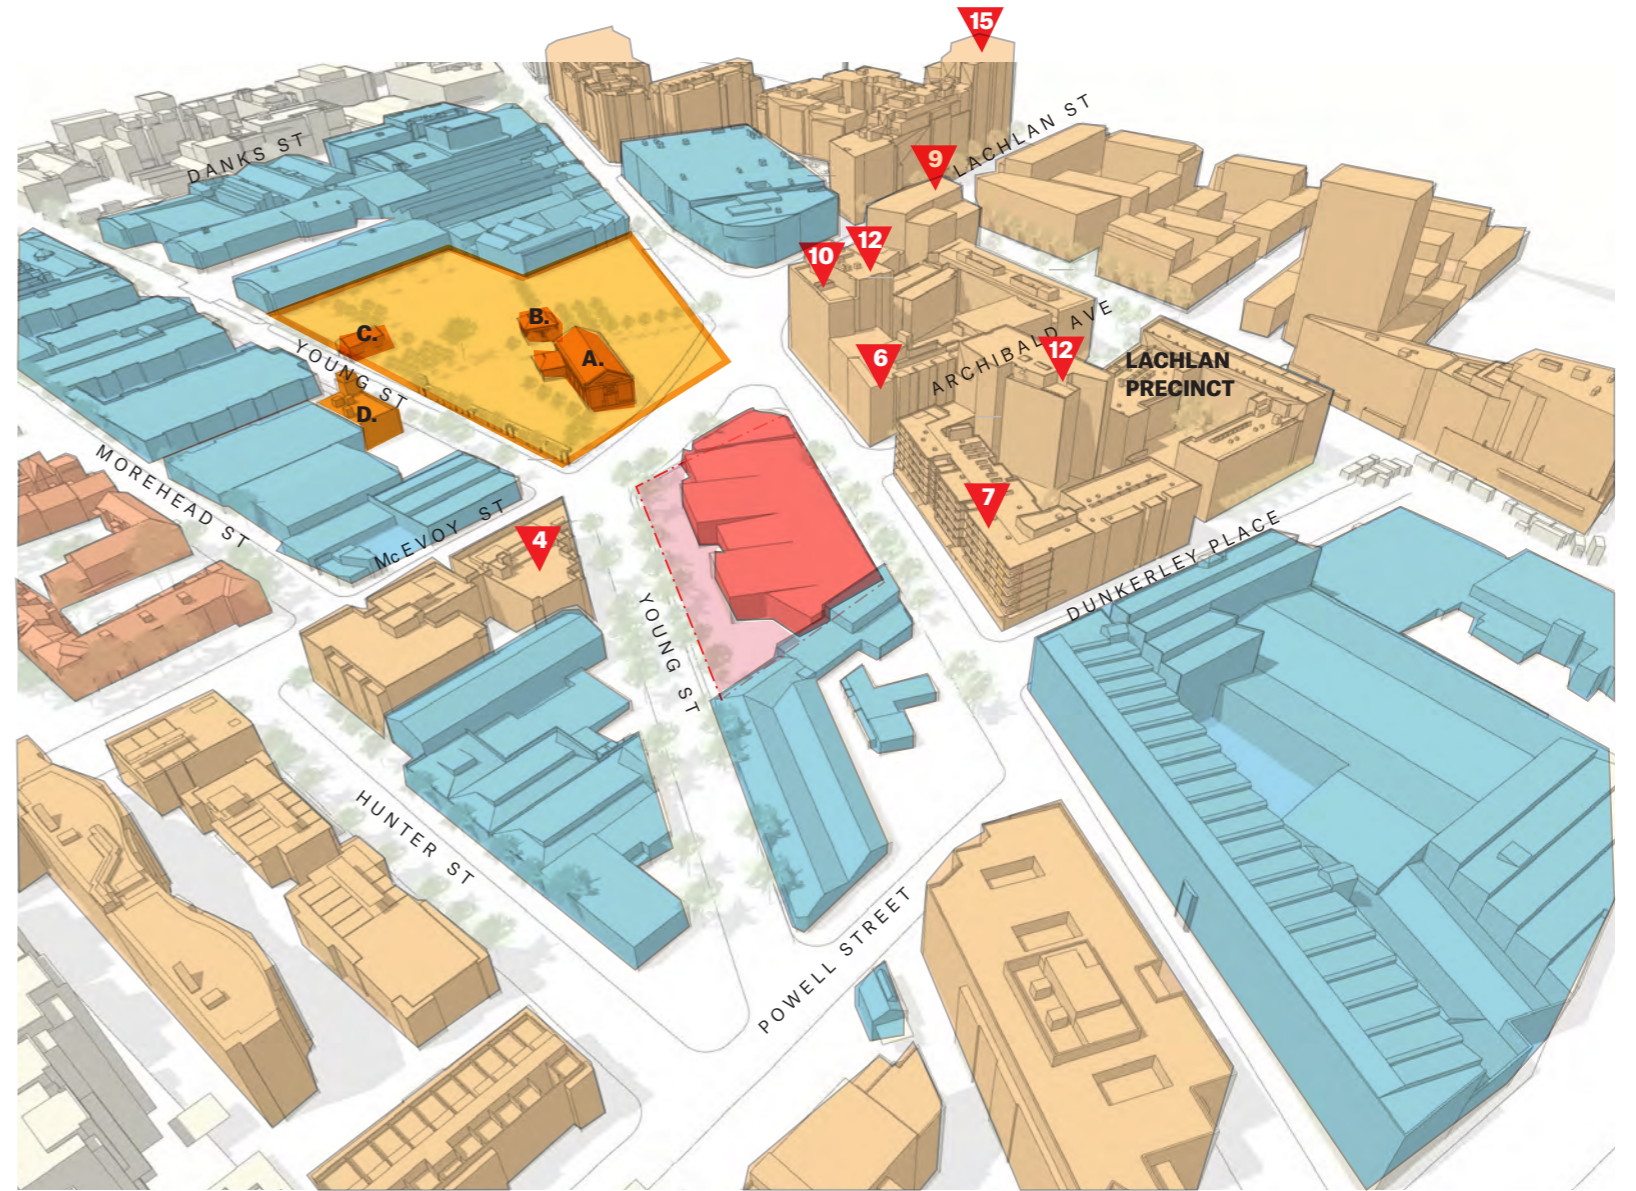 15
LACHLAN ST
DANKS ST
9
12
10
ARCHIBALD AVE
B.
C.
A.
6
12
LACHLAN
PRECINCT
YOUNG ST
D.
MOREHEAD ST
McEVOY ST
7
4
DUNKERLEY PLACE
YOUNG ST
HUNTER ST
POWELL STREET